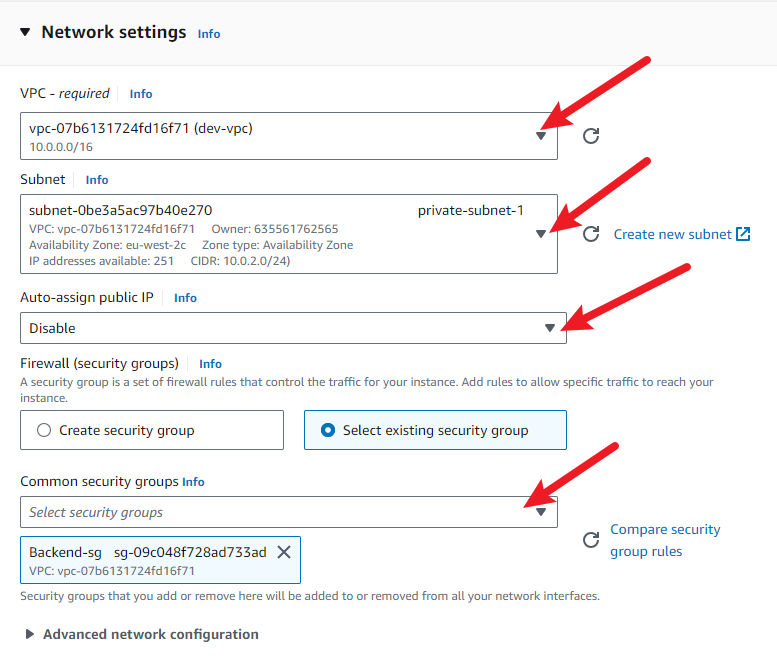 Network settings Info
VPC - required Info
vpc-07b6131724fd16f71 (dev-vpc)
10.0.0.0/16
Subnet Info
subnet-0be3a5ac97b40e270 private-subnet-1
VPC: vpc-07b6131724fd16f71 Owner: 635561762565
Availability Zone: eu-west-2c Zone type: Availability Zone
IP addresses available: 251 CIDR: 10.0.2.0/24)
Create new subnet
Auto-assign public IP Info
Disable
Firewall (security groups) Info
A security group is a set of firewall rules that control the traffic for your instance. Add rules to allow specific traffic to reach your
instance.
Create security group
Select existing security group
Common security groups Info
Select security groups
Backend-sg sg-09c048f728ad733ad
VPC: vpc-07b6131724fd16f71
Compare security
group rules
Security groups that you add or remove here will be added to or removed from all your network interfaces.
Advanced network configuration